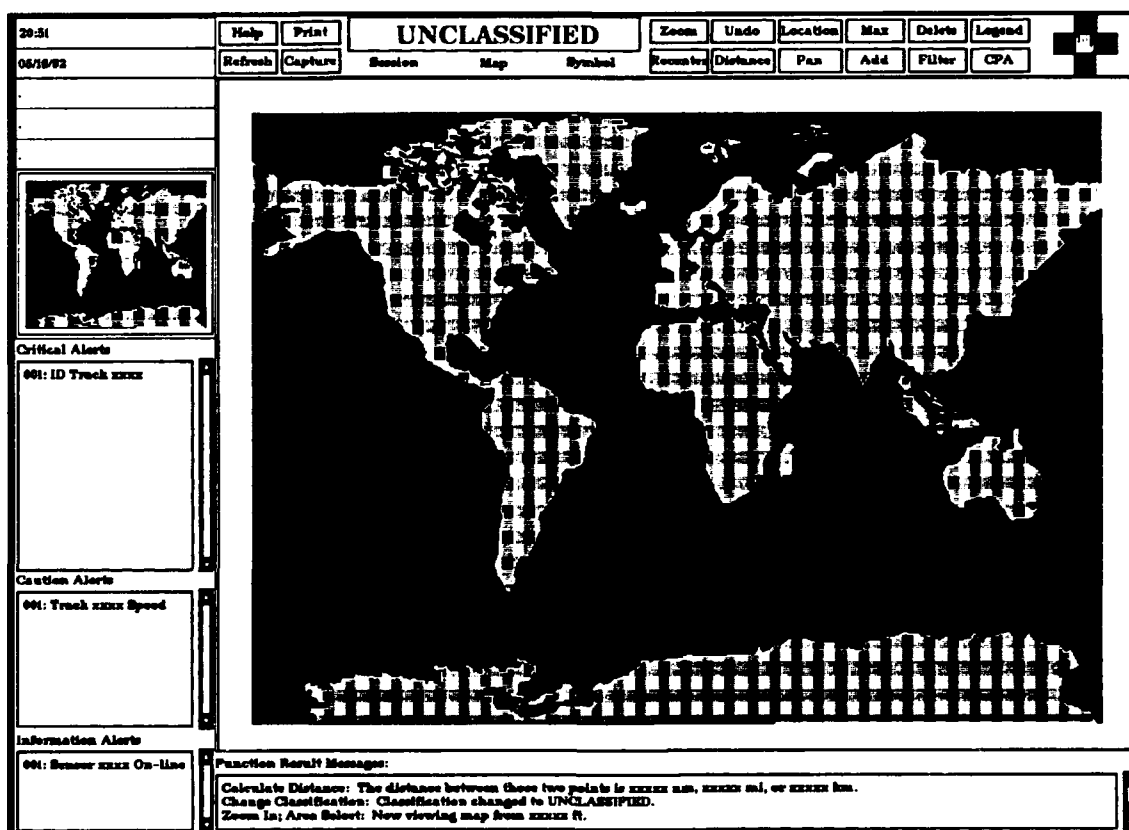 20:51
05/16/92
Help Print UNCLASSIFIED Zoom Undo Location Max Delete Legend
Refresh Capture Session Map Symbol Recenter Distance Pan Add Filter CPA
Critical Alerts
001: ID Track xxxx
Caution Alerts
001: Track xxxx Speed
Information Alerts
001: Sensor xxxx On-line
Function Result Messages:
Calculate Distance: The distance between these two points is xxxxx nm, xxxxx mi, or xxxxx km.
Change Classification: Classification changed to UNCLASSIFIED.
Zoom In; Area Select: New viewing map from xxxxx ft.